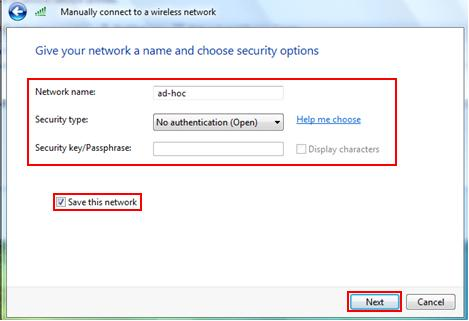 Manually connect to a wireless network
Give your network a name and choose security options
Network name: ad-hoc
Security type: No authentication (Open) Help me choose
Security key/Passphrase: Display characters
Save this network
Next Cancel